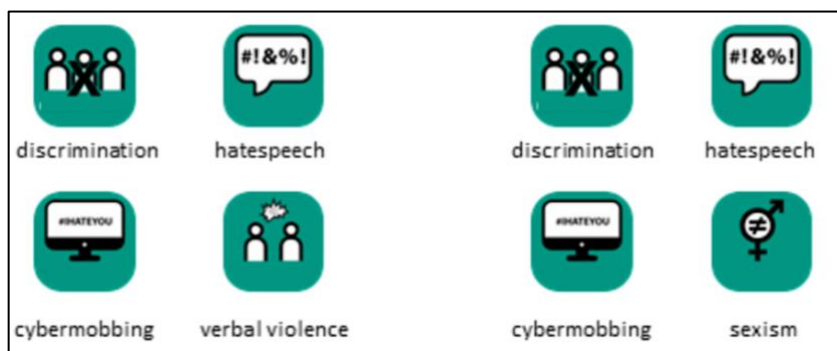 #!&%! #!&%!
discrimination hatespeech discrimination hatespeech
#IHATEYOU #IHATEYOU
≠
cybermobbing verbal violence cybermobbing sexism